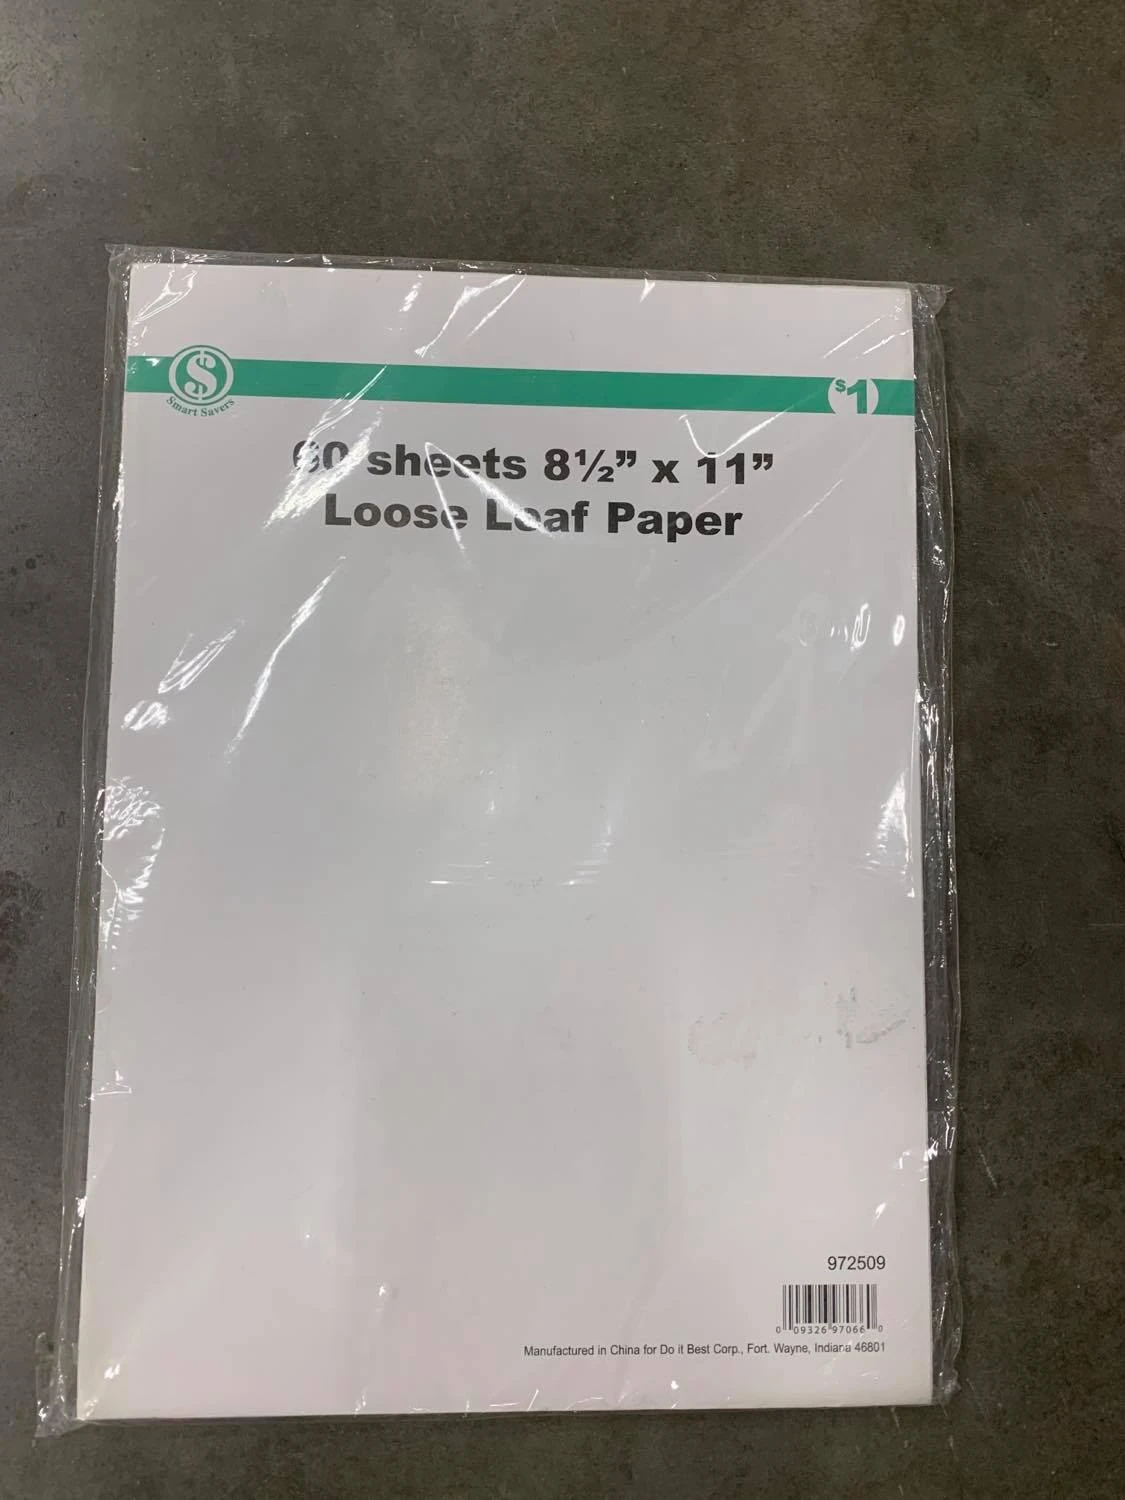 $
Smart Savers
$1
60 sheets 8½” x 11”
Loose Leaf Paper
972509
0 09326 97066 0
Manufactured in China for Do it Best Corp., Fort. Wayne, Indiana 46801